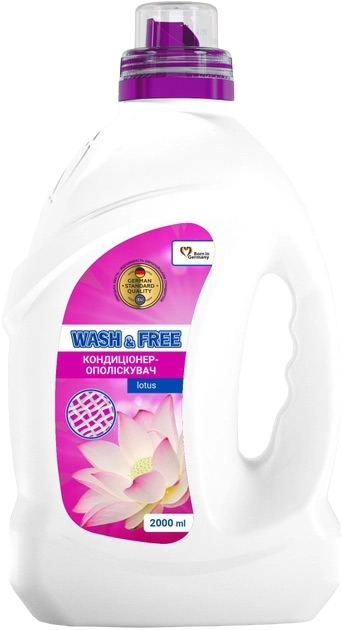 Born in
Germany
GERMAN
STANDARD
QUALITY
WASH & FREE
КОНДИЦІОНЕР-
ОПОЛІСКУВАЧ
lotus
2000 ml